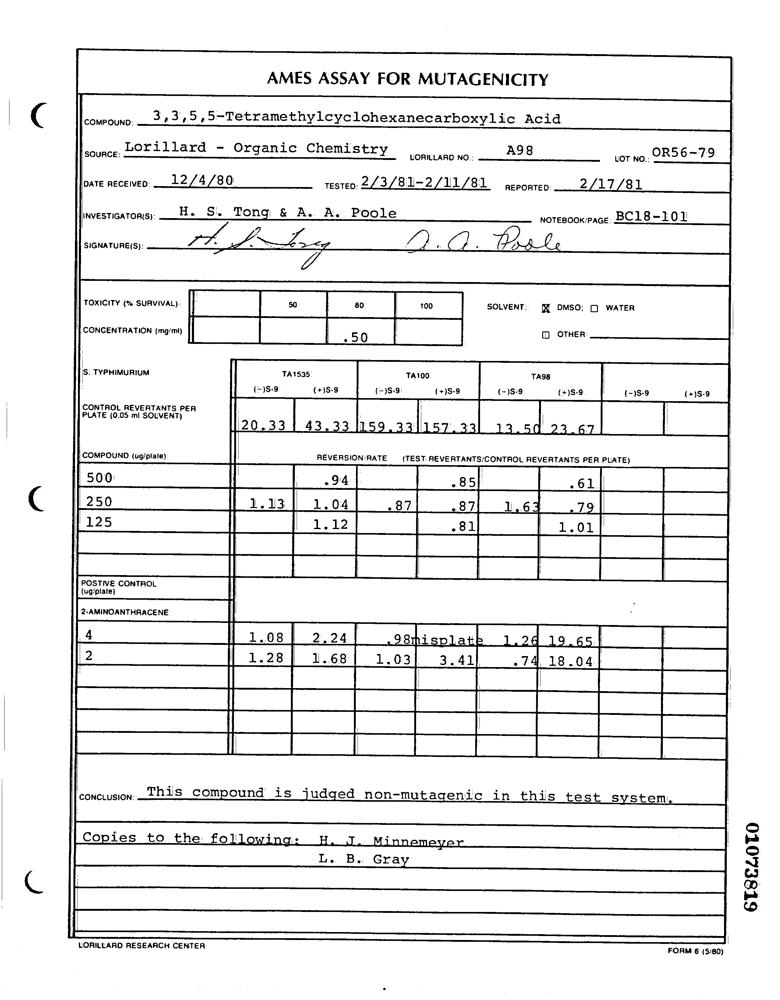 AMES ASSAY FOR MUTAGENICITY
COMPOUND: 3,3,5,5-Tetramethylcyclohexanecarboxylic Acid
SOURCE: Lorillard - Organic Chemistry LORILLARD NO.: A98 LOT NO.: OR56-79
DATE RECEIVED: 12/4/80 TESTED: 2/3/81-2/11/81 REPORTED: 2/17/81
INVESTIGATOR(S): H. S. Tong & A. A. Poole NOTEBOOK/PAGE: BC18-101
SIGNATURE(S): H. S. Tong A. A. Poole
TOXICITY (% SURVIVAL): 50 80 100 SOLVENT: ☒ DMSO; ☐ WATER
CONCENTRATION (mg/ml) .50 ☐ OTHER
S. TYPHIMURIUM TA1535 TA100 TA98
(-)S-9 (+)S-9 (-)S-9 (+)S-9 (-)S-9 (+)S-9 (-)S-9 (+)S-9
CONTROL REVERTANTS PER
PLATE (0.05 ml SOLVENT) 20.33 43.33 159.33 157.33 13.50 23.67
COMPOUND (ug/plate) REVERSION RATE (TEST REVERTANTS/CONTROL REVERTANTS PER PLATE)
500 .94 .85 .61
250 1.13 1.04 .87 .87 1.63 .79
125 1.12 .81 1.01
POSTIVE CONTROL
(ug/plate)
2-AMINOANTHRACENE
4 1.08 2.24 .98 misplate 1.26 19.65
2 1.28 1.68 1.03 3.41 .74 18.04
CONCLUSION: This compound is judged non-mutagenic in this test system.
Copies to the following: H. J. Minnemeyer
L. B. Gray
LORILLARD RESEARCH CENTER FORM 6 (5/80)
01073819